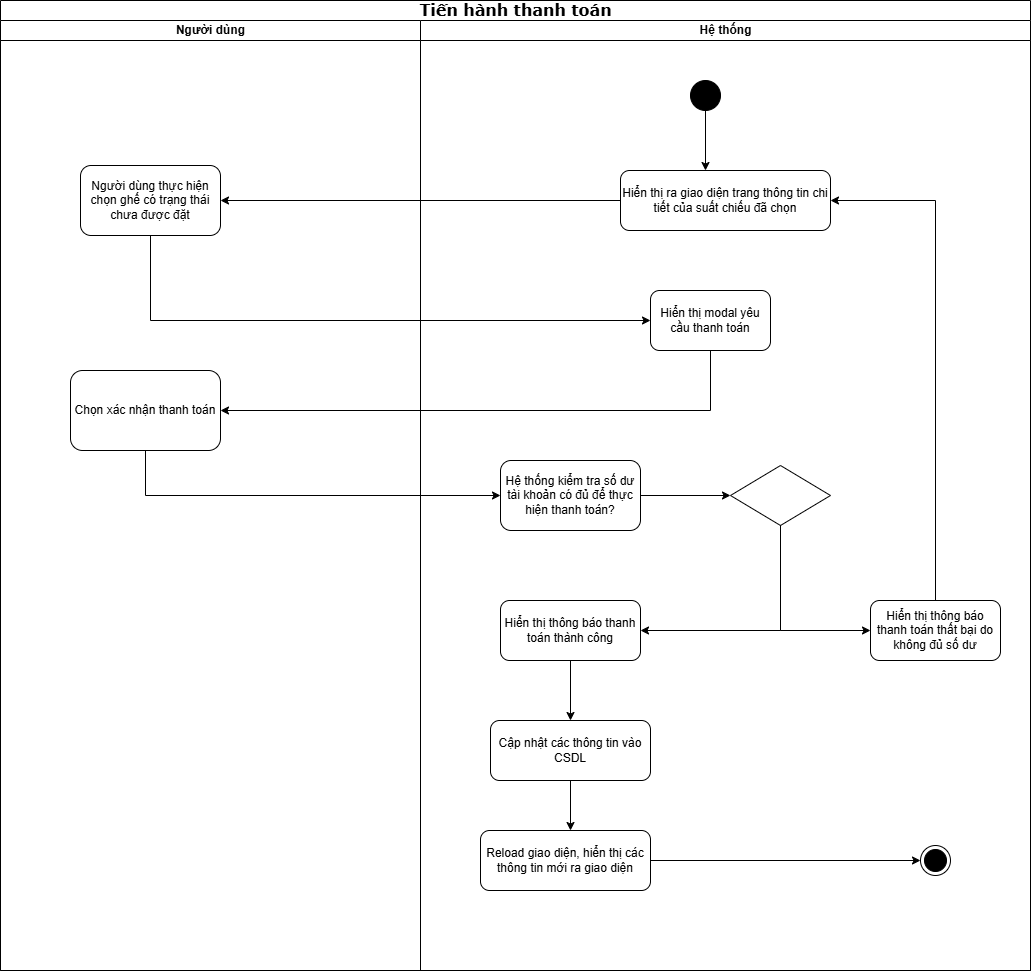 Tiến hành thanh toán
Người dùng
Hệ thống
Người dùng thực hiện
chọn ghế có trạng thái
chưa được đặt
Hiển thị ra giao diện trang thông tin chi
tiết của suất chiếu đã chọn
Hiển thị modal yêu
cầu thanh toán
Chọn xác nhận thanh toán
Hệ thống kiểm tra số dư
tài khoản có đủ để thực
hiện thanh toán?
Hiển thị thông báo thanh
toán thành công
Hiển thị thông báo
thanh toán thất bại do
không đủ số dư
Cập nhật các thông tin vào
CSDL
Reload giao diện, hiển thị các
thông tin mới ra giao diện